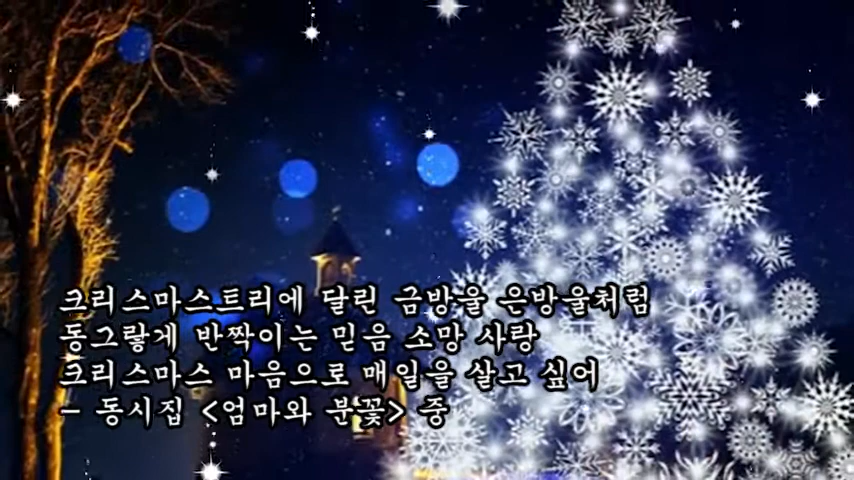 크리스마스트리에 달린 금방울 은방울처럼
동그랗게 반짝이는 믿음 소망 사랑
크리스마스 마음으로 매일을 살고 싶어
- 동시집 <엄마와 분꽃> 중